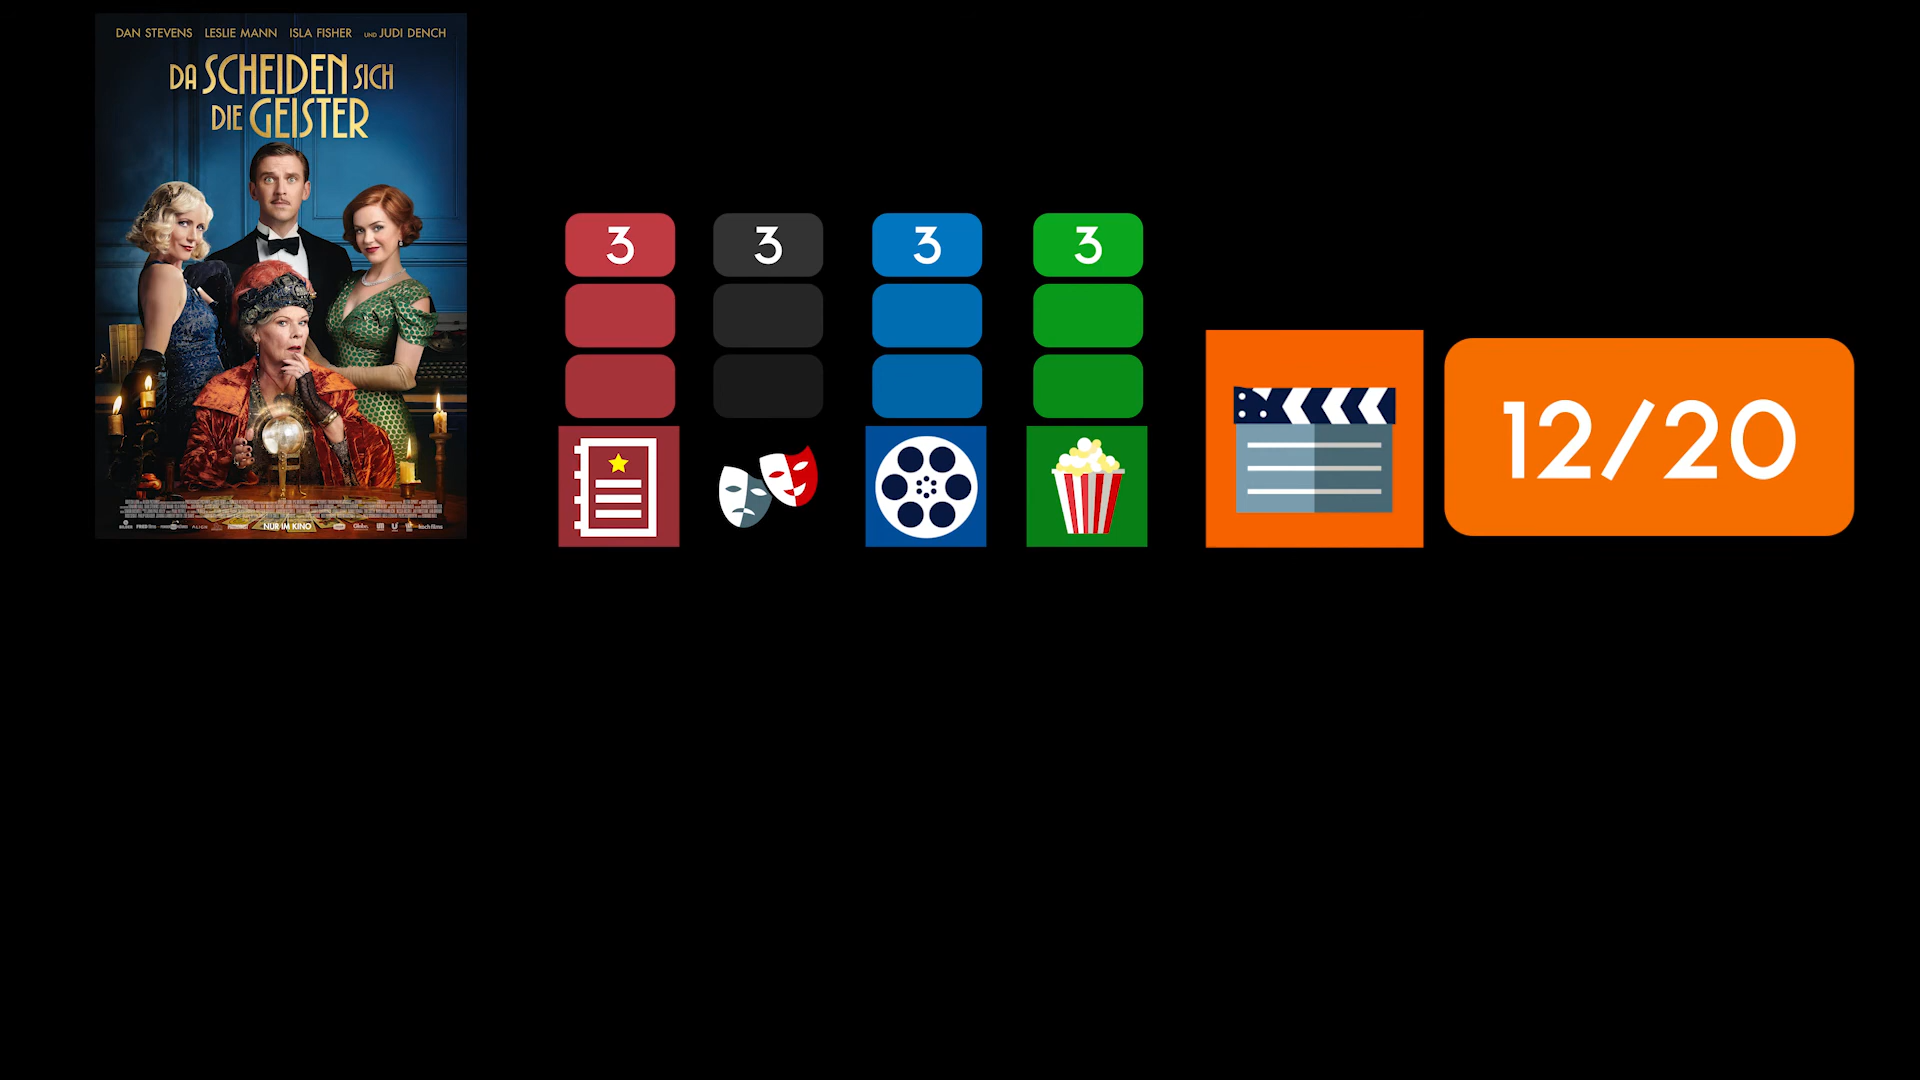 DAN STEVENS LESLIE MANN ISLA FISHER UND JUDI DENCH
DA SCHEIDEN SICH
DIE GEISTER
NUR IM KINO
3 3 3 3
12/20